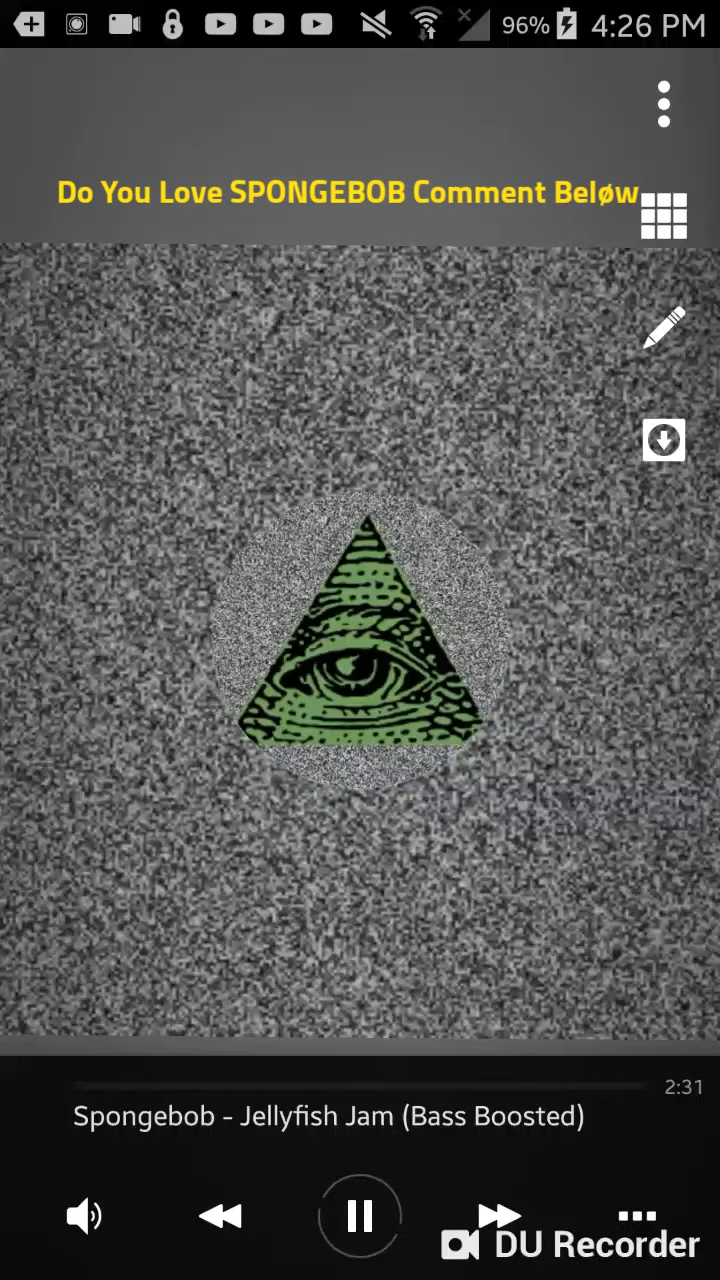 96% 4:26 PM
Do You Love SPONGEBOB Comment Beløw
2:31
Spongebob - Jellyfish Jam (Bass Boosted)
DU Recorder